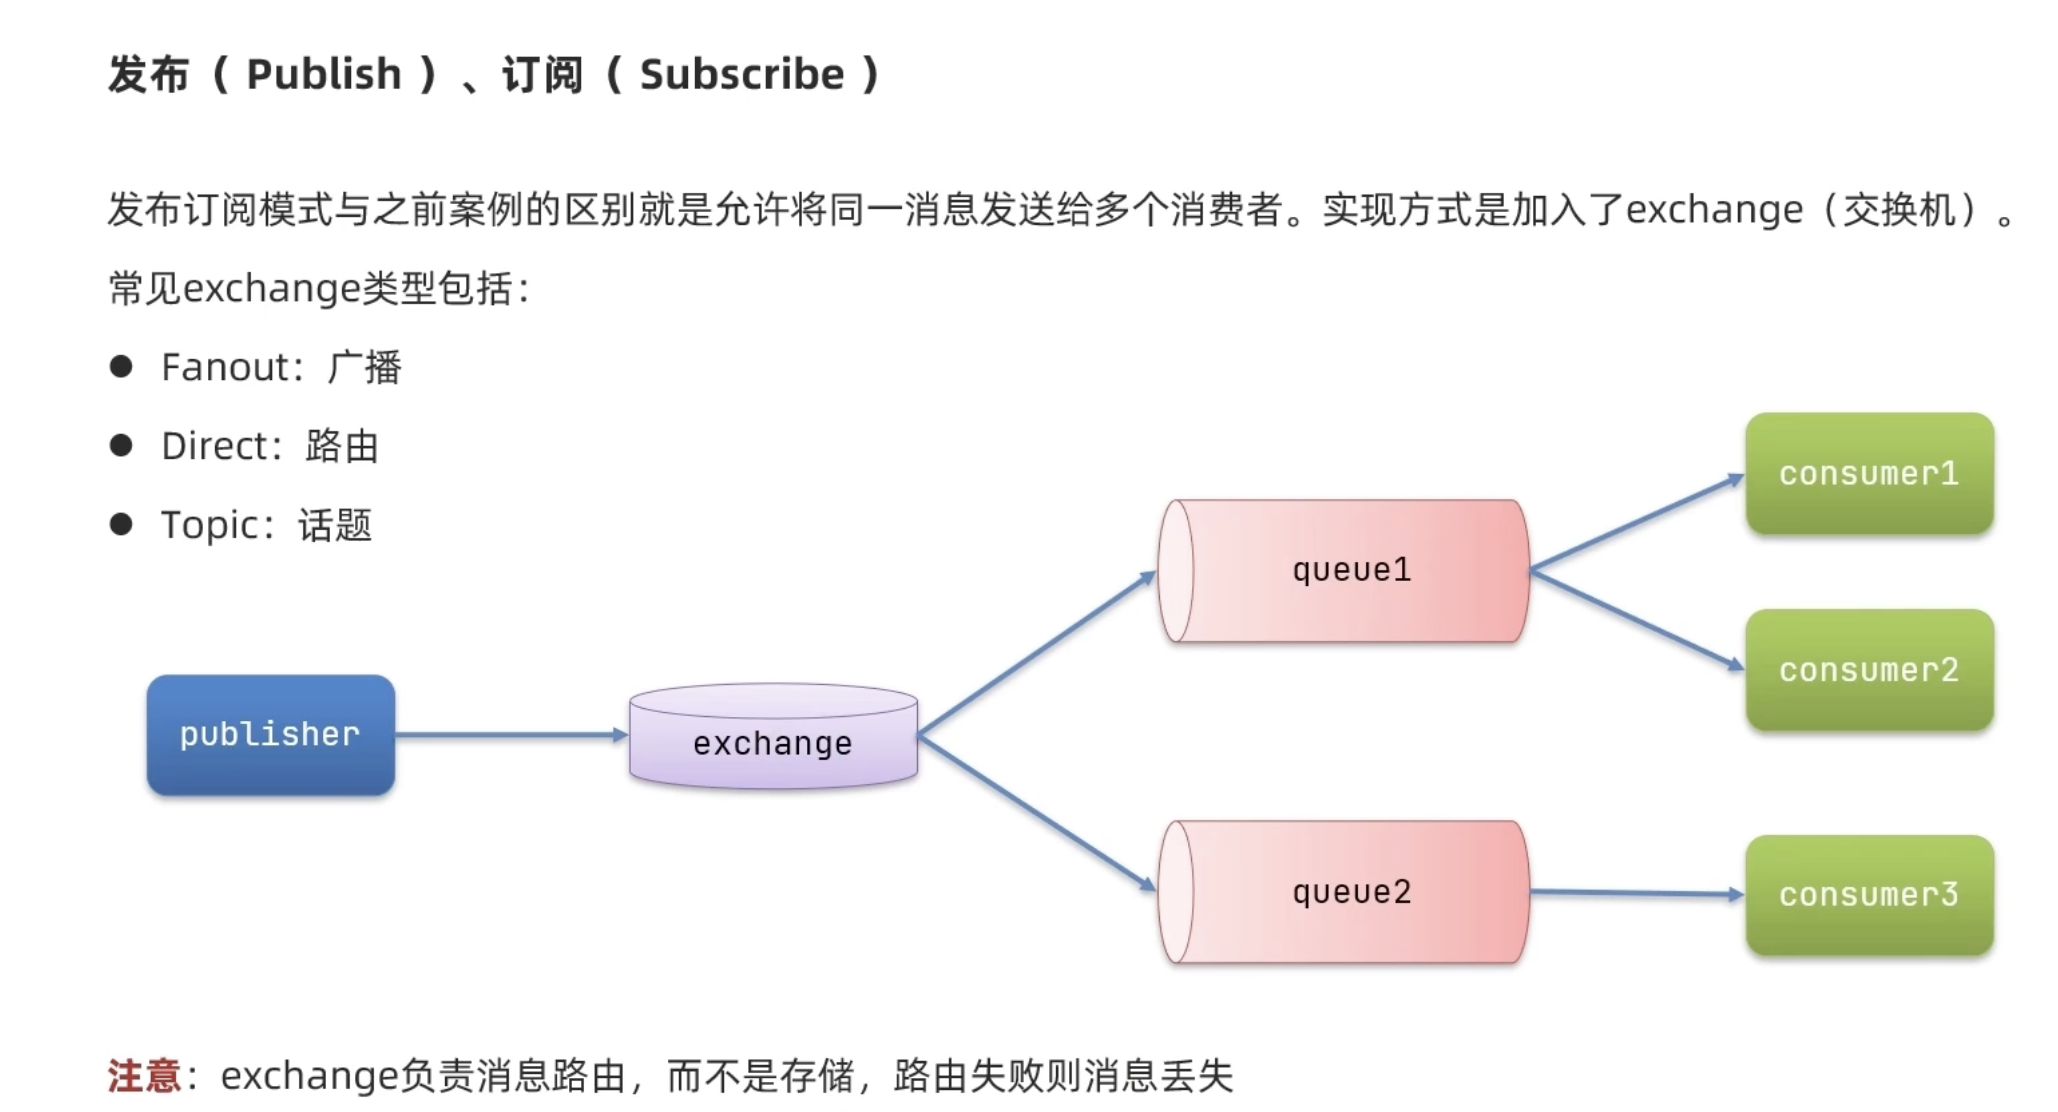 发布（ Publish ）、订阅（ Subscribe ）
发布订阅模式与之前案例的区别就是允许将同一消息发送给多个消费者。实现方式是加入了exchange（交换机）。
常见exchange类型包括：
● Fanout：广播
● Direct：路由
● Topic：话题
publisher
exchange
queue1
queue2
consumer1
consumer2
consumer3
注意：exchange负责消息路由，而不是存储，路由失败则消息丢失